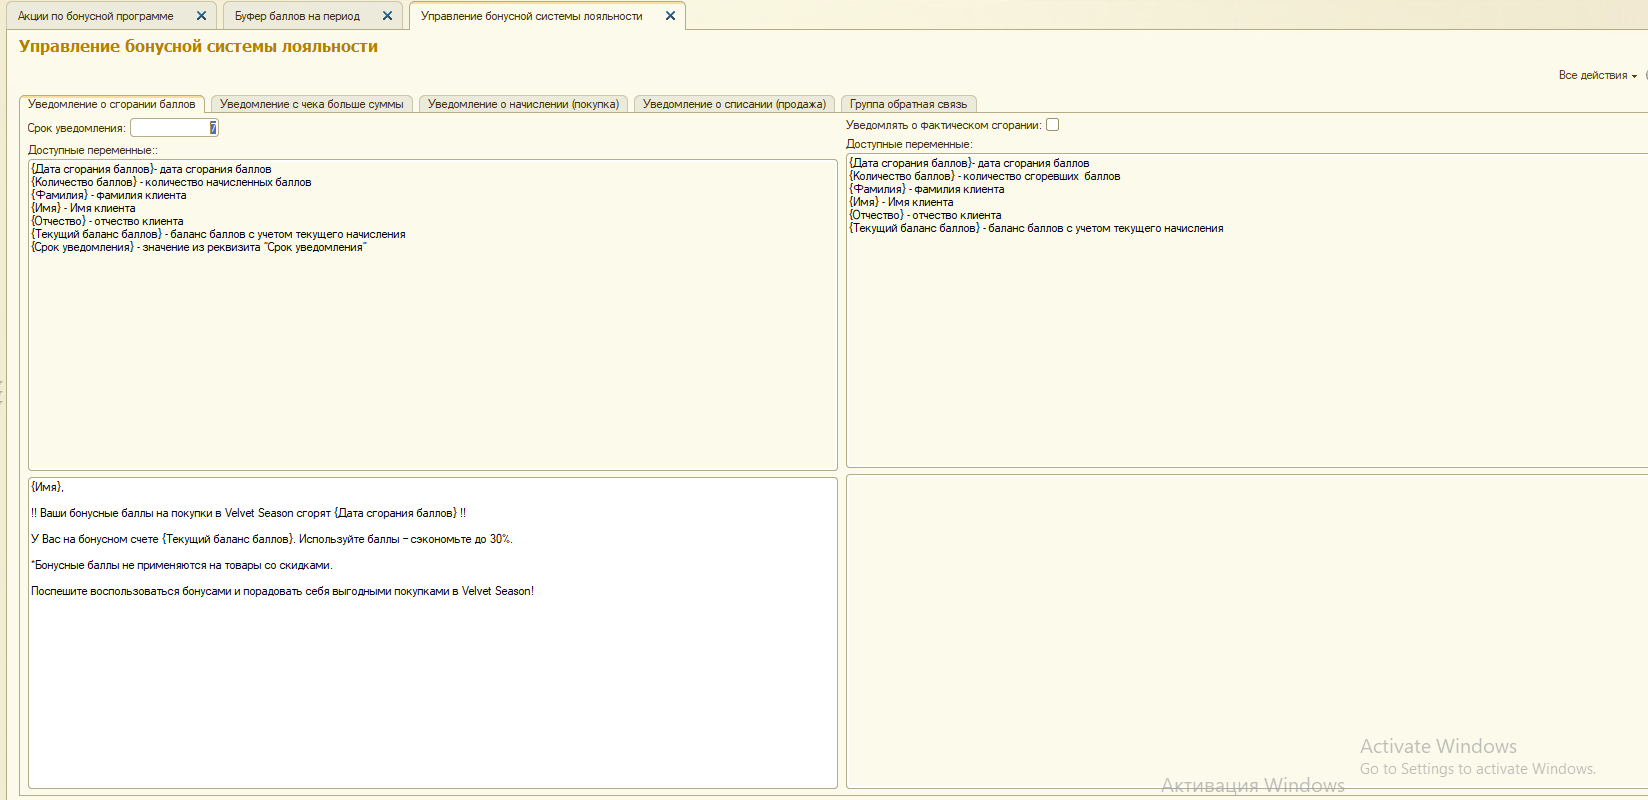 Акции по бонусной программе
Буфер баллов на период
Управление бонусной системы лояльности
Управление бонусной системы лояльности
Все действия
Уведомление о сгорании баллов
Уведомление с чека больше суммы
Уведомление о начислении (покупка)
Уведомление о списании (продажа)
Группа обратная связь
Срок уведомления: 7
Доступные переменные::
{Дата сгорания баллов}- дата сгорания баллов
{Количество баллов} - количество начисленных баллов
{Фамилия} - фамилия клиента
{Имя} - Имя клиента
{Отчество} - отчество клиента
{Текущий баланс баллов} - баланс баллов с учетом текущего начисления
{Срок уведомления} - значение из реквизита "Срок уведомления"
{Имя},
!! Ваши бонусные баллы на покупки в Velvet Season сгорят {Дата сгорания баллов} !!
У Вас на бонусном счете {Текущий баланс баллов}. Используйте баллы – сэкономьте до 30%.
*Бонусные баллы не применяются на товары со скидками.
Поспешите воспользоваться бонусами и порадовать себя выгодными покупками в Velvet Season!
Уведомлять о фактическом сгорании:
Доступные переменные:
{Дата сгорания баллов}- дата сгорания баллов
{Количество баллов} - количество сгоревших  баллов
{Фамилия} - фамилия клиента
{Имя} - Имя клиента
{Отчество} - отчество клиента
{Текущий баланс баллов} - баланс баллов с учетом текущего начисления
Activate Windows
Go to Settings to activate Windows.
Активация Windows